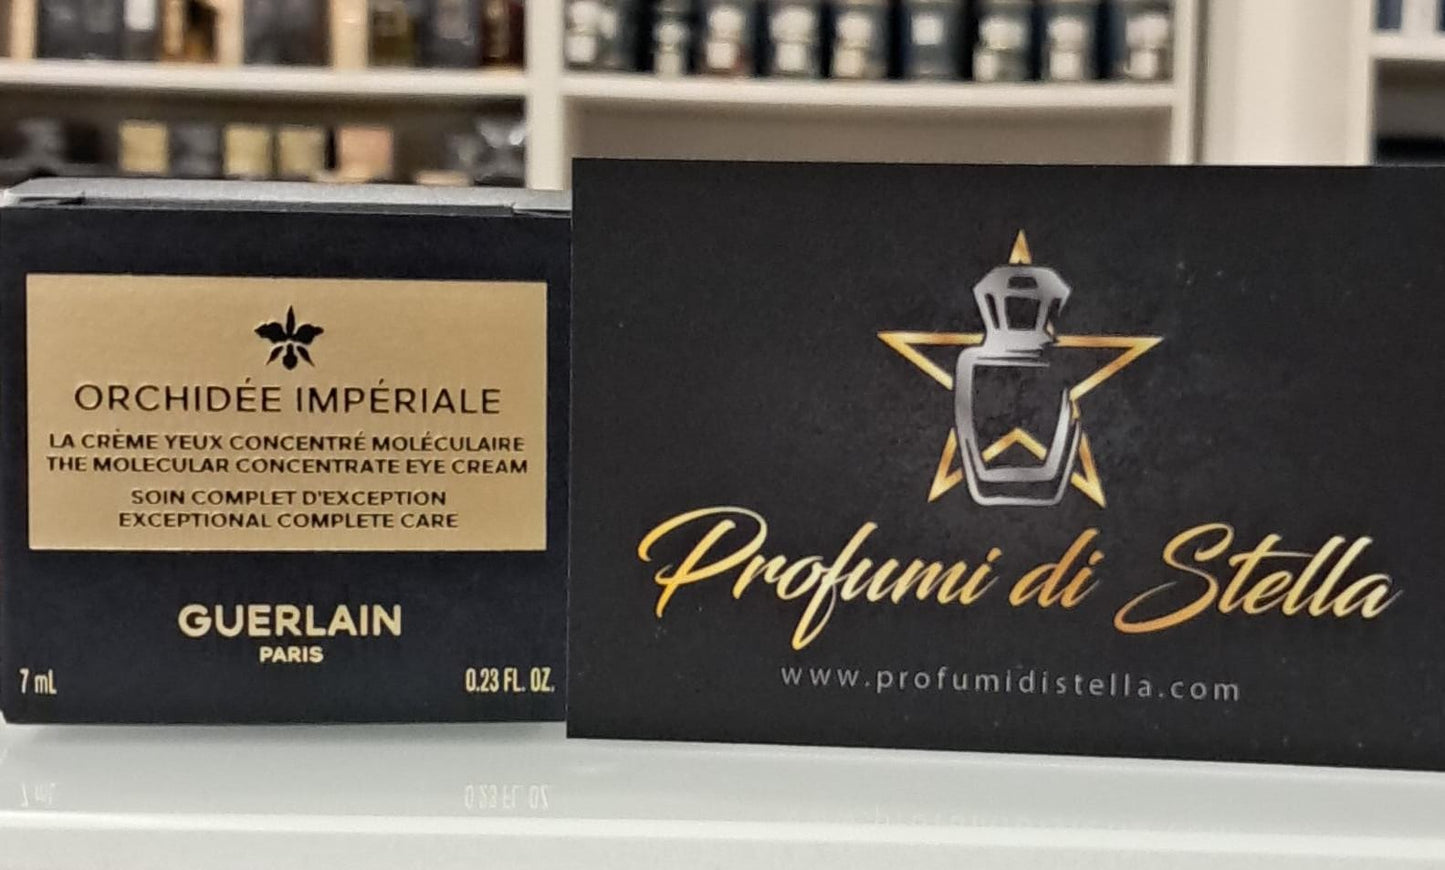 ORCHIDÉE IMPÉRIALE
LA CRÈME YEUX CONCENTRÉ MOLÉCULAIRE
THE MOLECULAR CONCENTRATE EYE CREAM
SOIN COMPLET D'EXCEPTION
EXCEPTIONAL COMPLETE CARE
GUERLAIN
PARIS
7 mL
0.23 FL. OZ.
Profumi di Stella
www.profumidistella.com